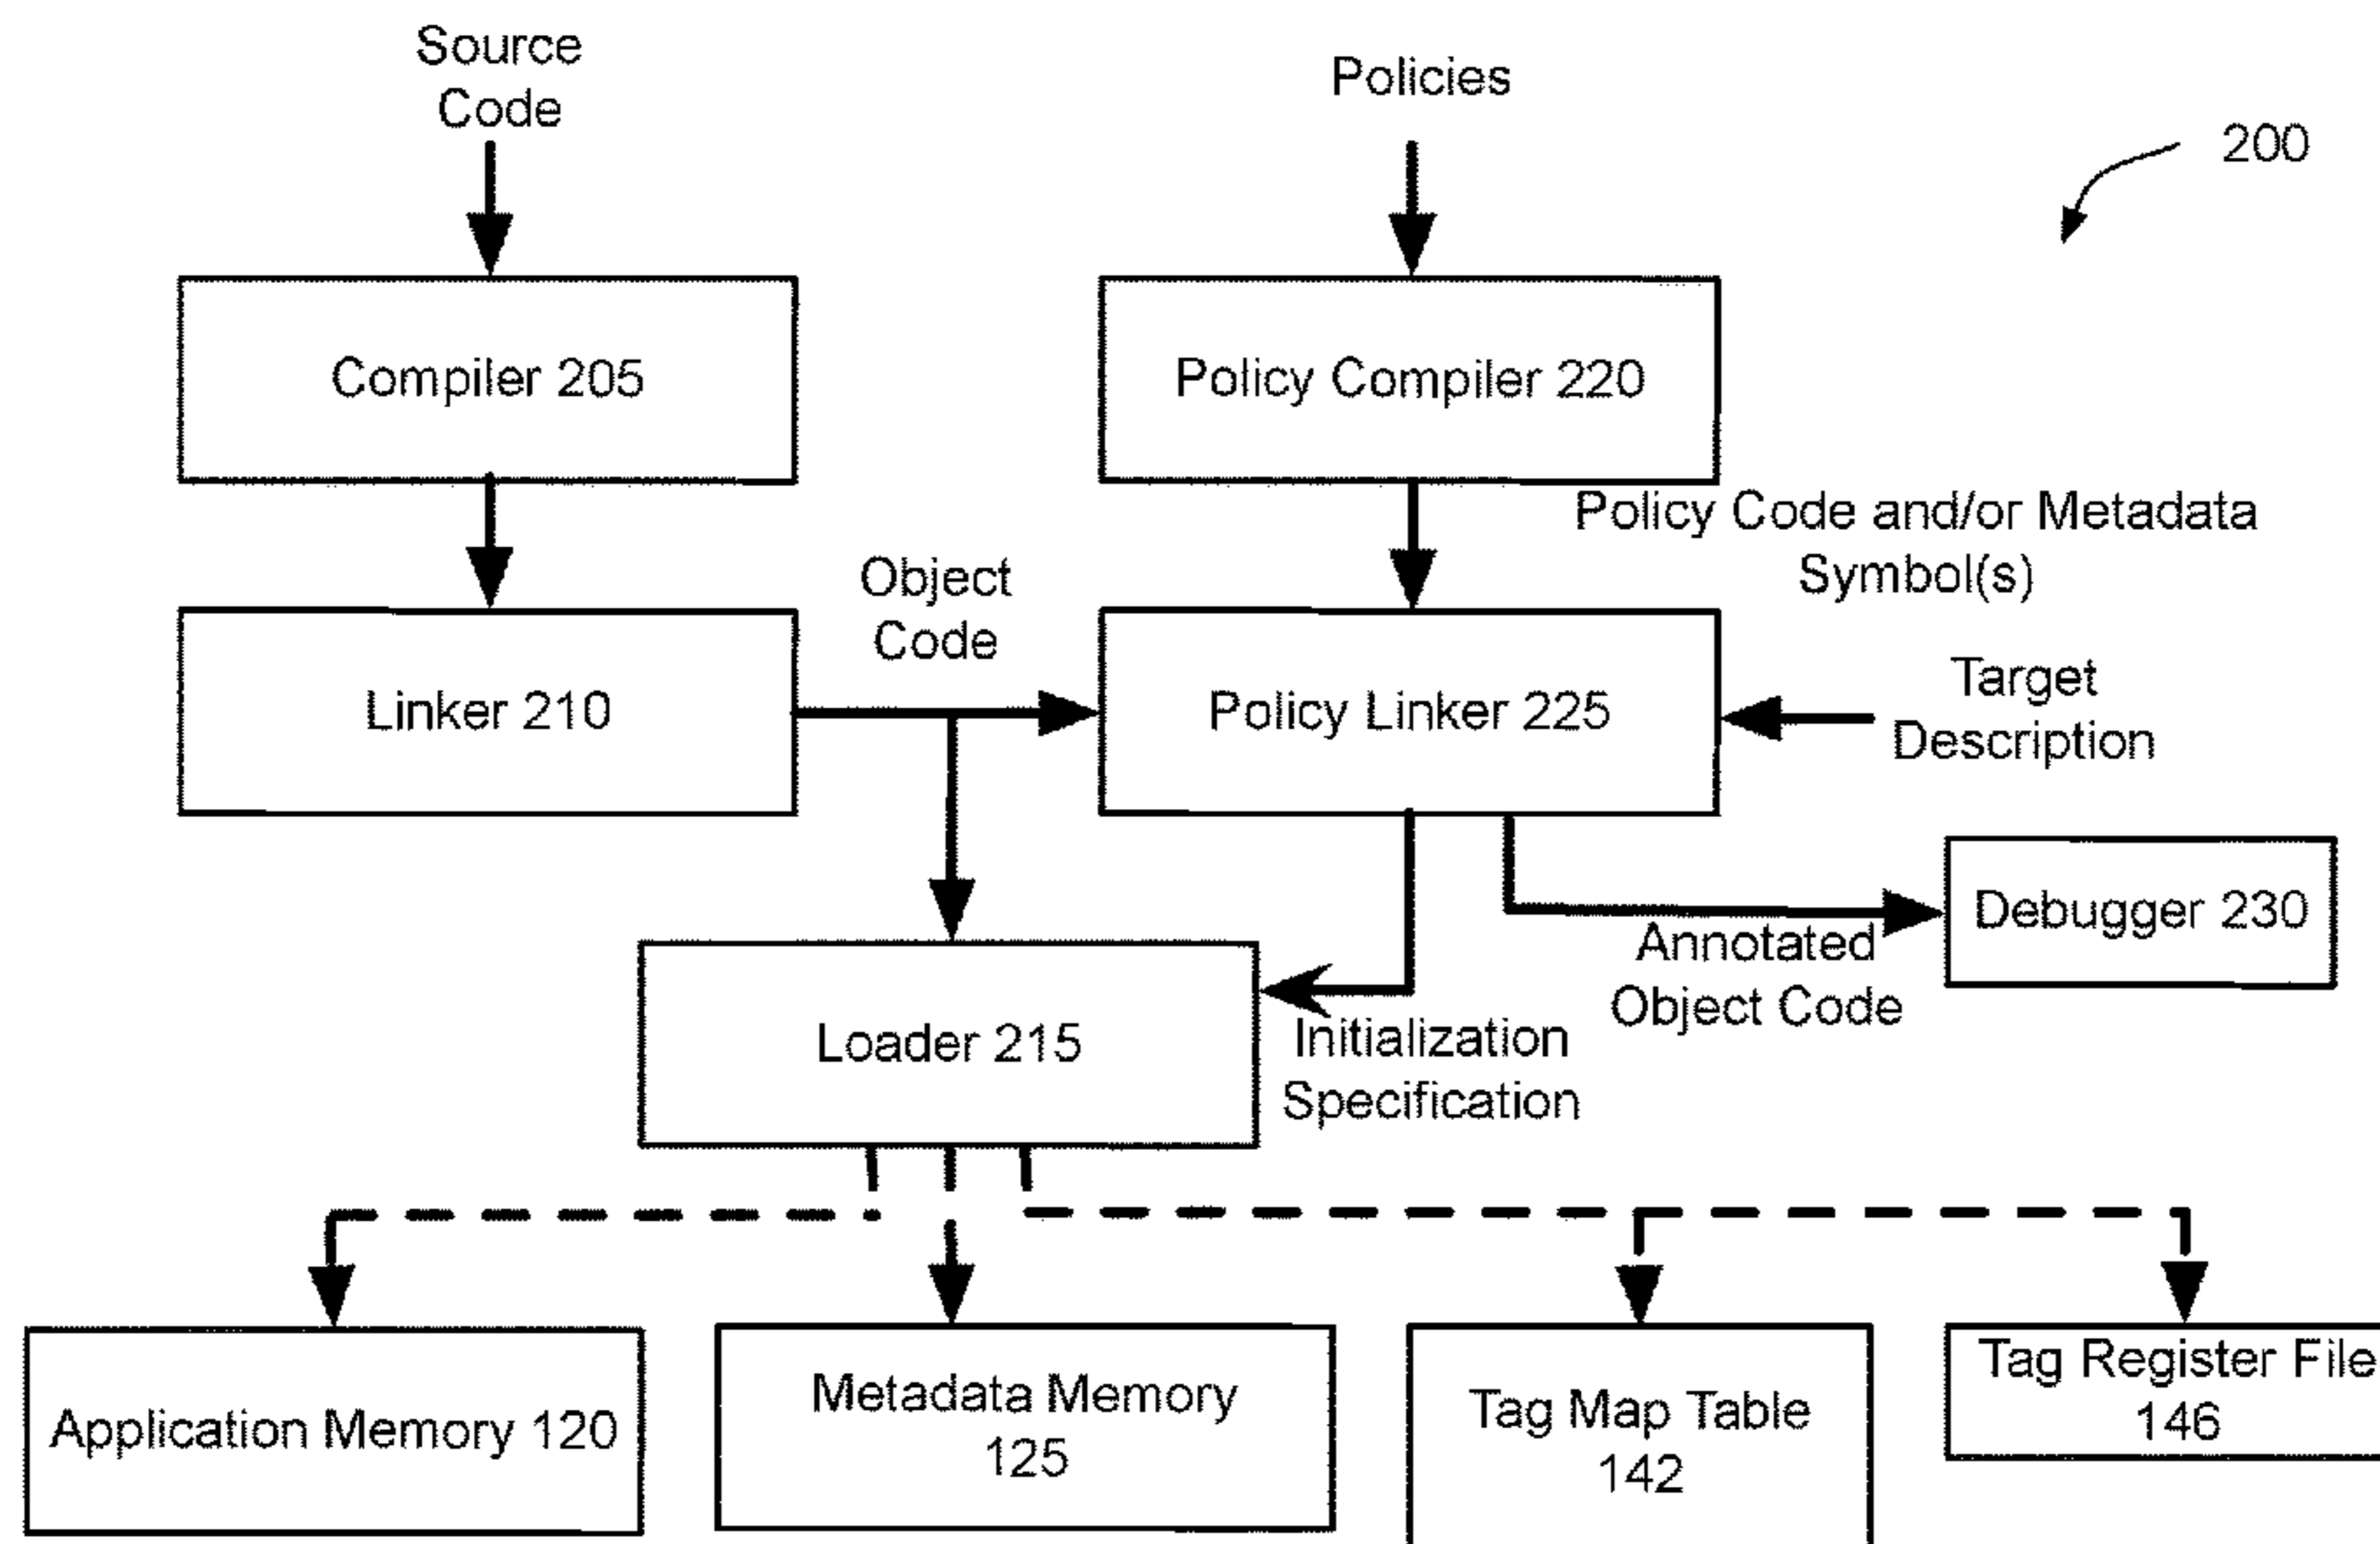 Source
Code
Policies
200
Compiler 205
Policy Compiler 220
Policy Code and/or Metadata
Symbol(s)
Object
Code
Linker 210
Policy Linker 225
Target
Description
Debugger 230
Annotated
Object Code
Loader 215
Initialization
Specification
Application Memory 120
Metadata Memory
125
Tag Map Table
142
Tag Register File
146